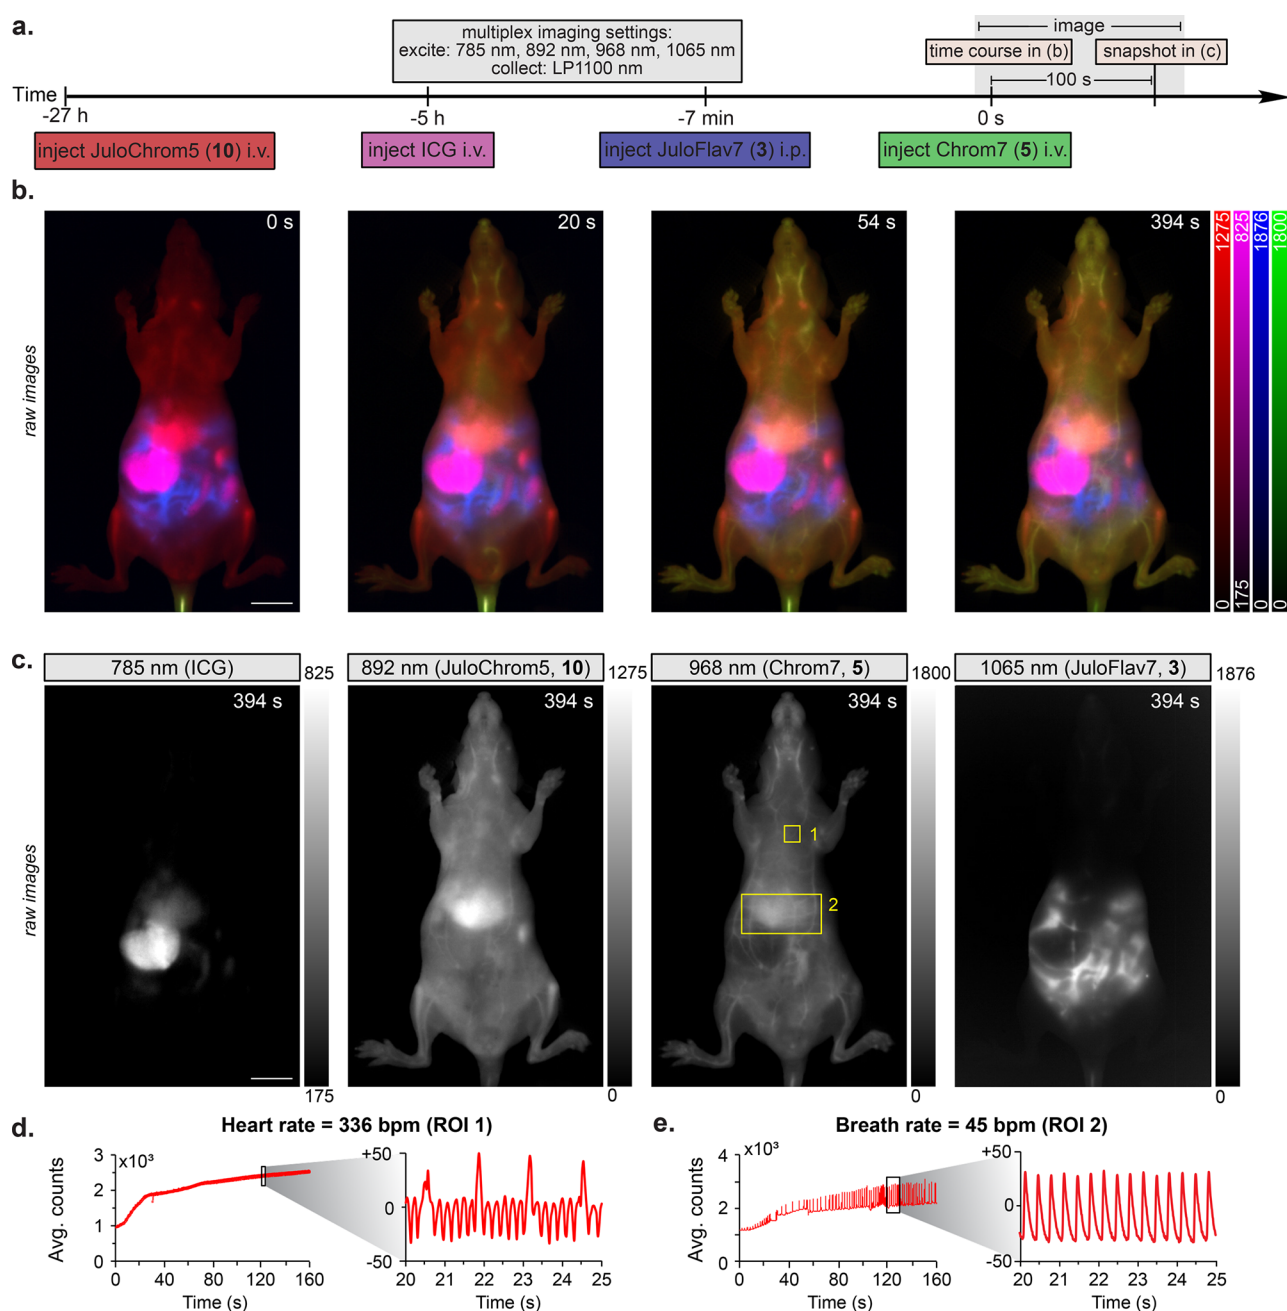 a.
multiplex imaging settings:
excite: 785 nm, 892 nm, 968 nm, 1065 nm
collect: LP1100 nm
image
time course in (b)
snapshot in (c)
100 s
Time
-27 h
-5 h
-7 min
0 s
inject JuloChrom5 (10) i.v.
inject ICG i.v.
inject JuloFlav7 (3) i.p.
inject Chrom7 (5) i.v.
b.
raw images
0 s
20 s
54 s
394 s
1275
825
1876
1800
0
175
0
0
c.
raw images
785 nm (ICG)
825
892 nm (JuloChrom5, 10)
1275
968 nm (Chrom7, 5)
1800
1065 nm (JuloFlav7, 3)
1876
394 s
394 s
394 s
394 s
1
2
175
0
0
0
d.
Heart rate = 336 bpm (ROI 1)
Avg. counts
x10³
3
2
1
0
0 40 80 120 160
Time (s)
+50
0
-50
20 21 22 23 24 25
Time (s)
e.
Breath rate = 45 bpm (ROI 2)
Avg. counts
x10³
4
2
0
0 40 80 120 160
Time (s)
+50
0
-50
20 21 22 23 24 25
Time (s)